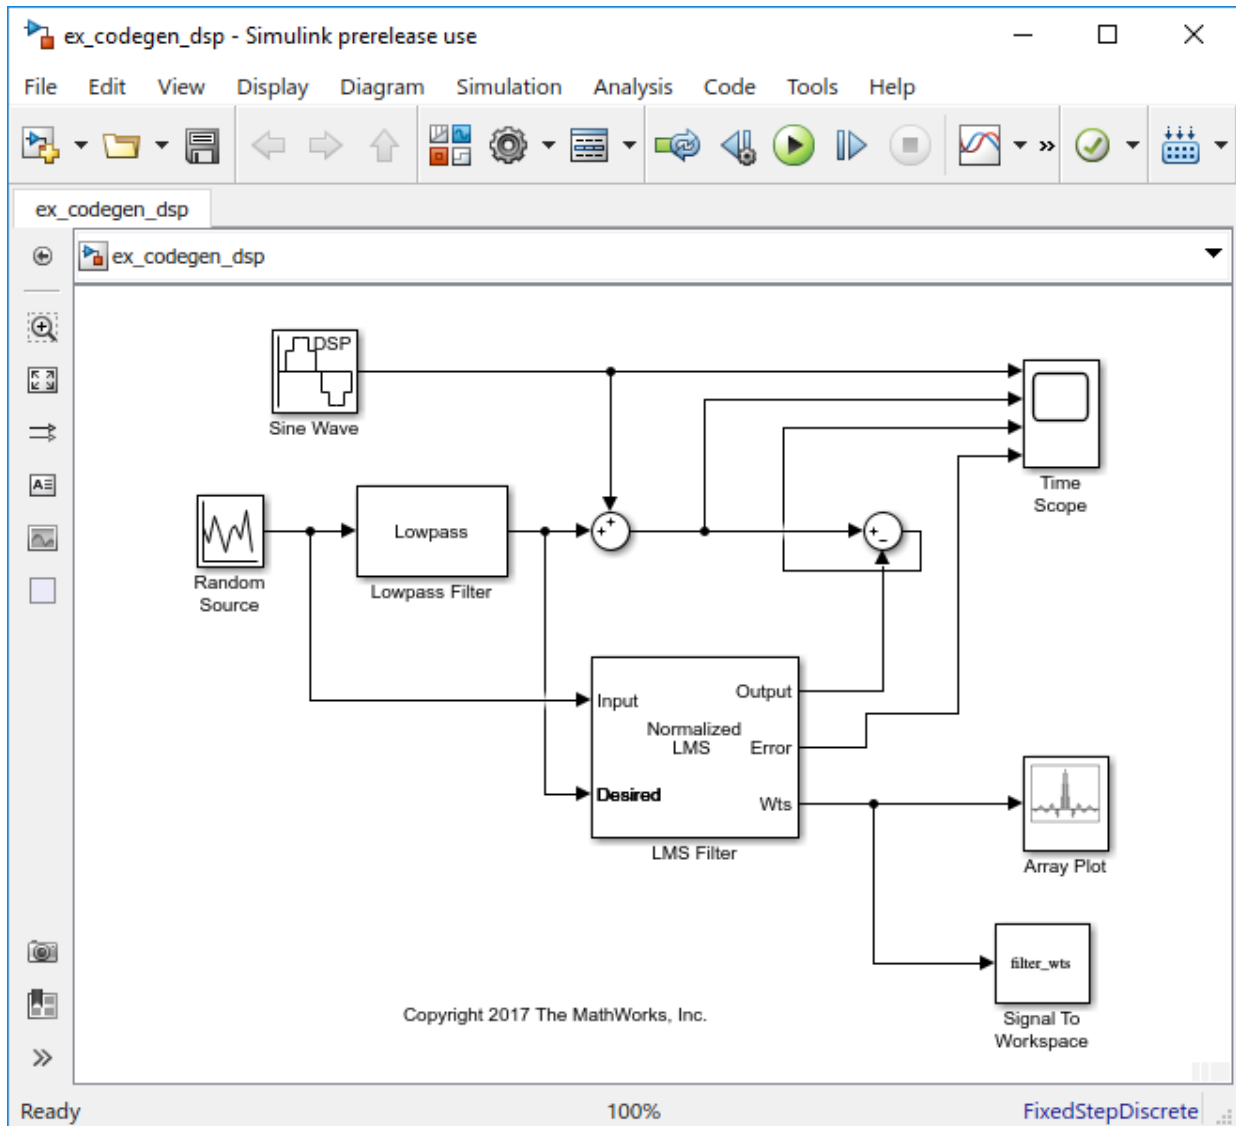 ex_codegen_dsp - Simulink prerelease use
File Edit View Display Diagram Simulation Analysis Code Tools Help
ex_codegen_dsp
ex_codegen_dsp
DSP
Sine Wave
Time
Scope
Random
Source
Lowpass
Lowpass Filter
Input
Desired
Normalized
LMS
Output
Error
Wts
LMS Filter
Array Plot
filter_wts
Signal To
Workspace
Copyright 2017 The MathWorks, Inc.
Ready 100% FixedStepDiscrete